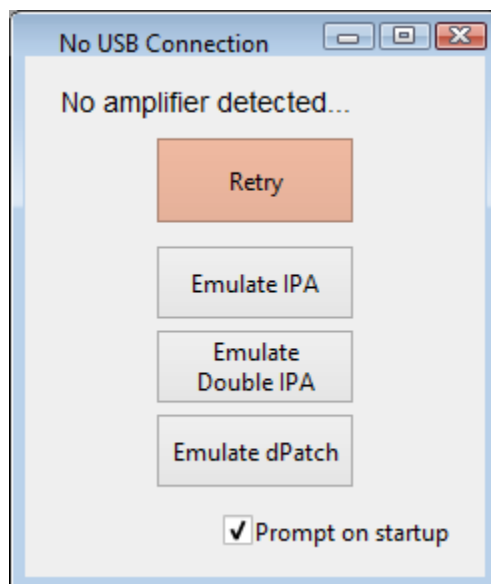 No USB Connection
No amplifier detected...
Retry
Emulate IPA
Emulate
Double IPA
Emulate dPatch
Prompt on startup